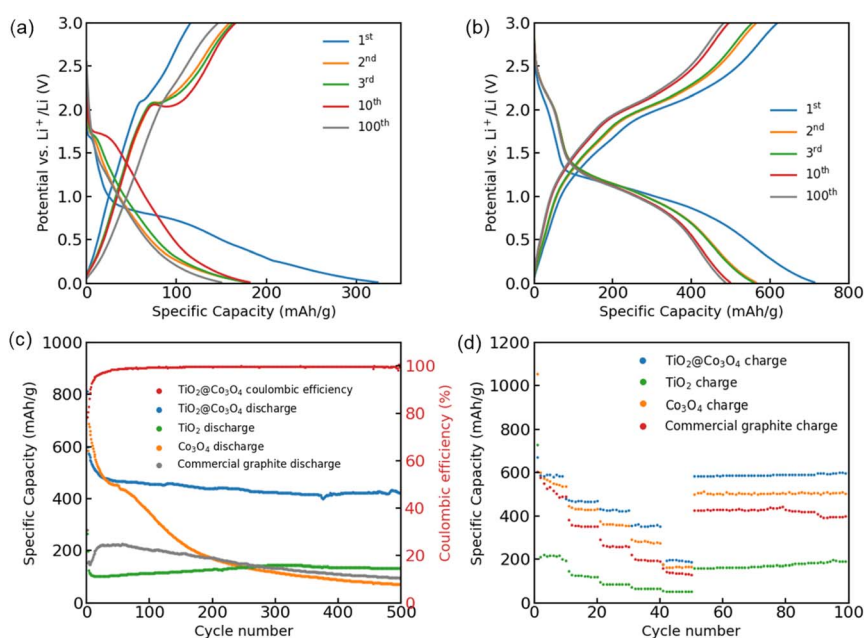 (a)
3.0
2.5
2.0
1.5
1.0
0.5
0.0
Potential vs. Li⁺/Li (V)
1ˢᵗ
2ⁿᵈ
3ʳᵈ
10ᵗʰ
100ᵗʰ
0 100 200 300
Specific Capacity (mAh/g)
(b)
3.0
2.5
2.0
1.5
1.0
0.5
0.0
Potential vs. Li⁺/Li (V)
1ˢᵗ
2ⁿᵈ
3ʳᵈ
10ᵗʰ
100ᵗʰ
0 200 400 600 800
Specific Capacity (mAh/g)
(c)
1000
800
600
400
200
0
Specific Capacity (mAh/g)
TiO₂@Co₃O₄ coulombic efficiency
TiO₂@Co₃O₄ discharge
TiO₂ discharge
Co₃O₄ discharge
Commercial graphite discharge
100
80
60
40
20
0
Coulombic efficiency (%)
0 100 200 300 400 500
Cycle number
(d)
1200
1000
800
600
400
200
0
Specific Capacity (mAh/g)
TiO₂@Co₃O₄ charge
TiO₂ charge
Co₃O₄ charge
Commercial graphite charge
0 20 40 60 80 100
Cycle number